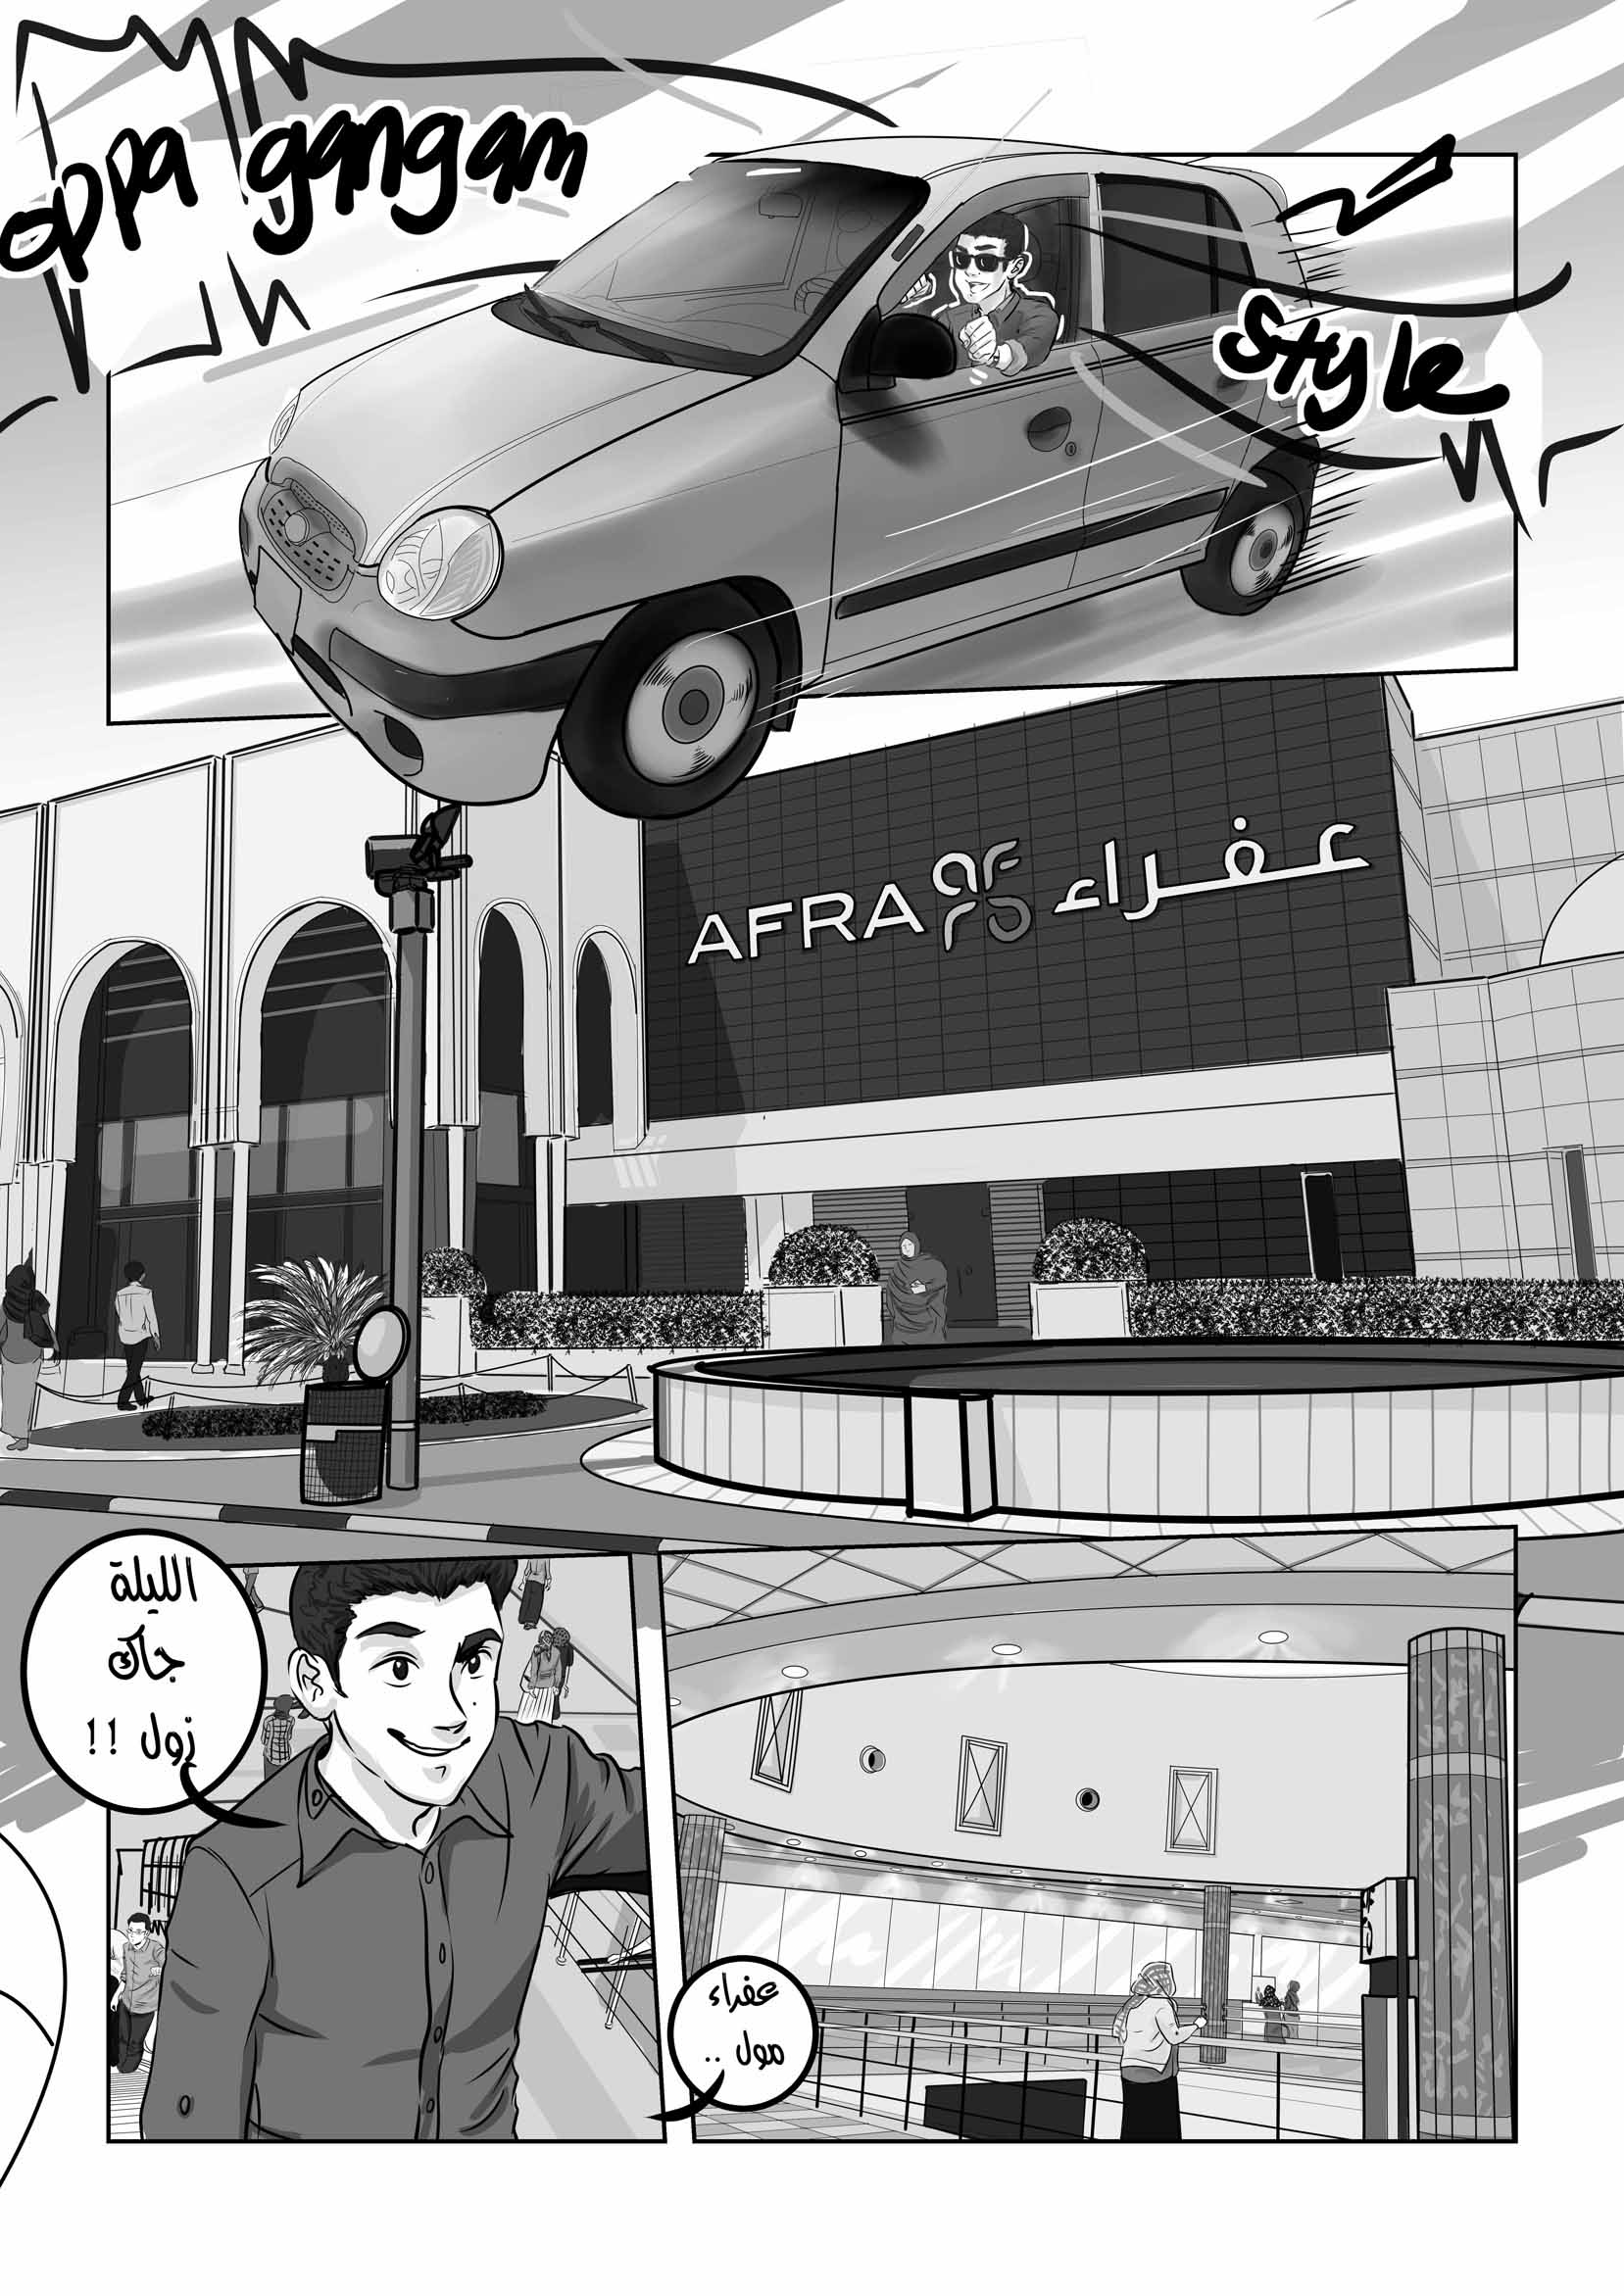 oppa gangam
style
AFRA عفراء
عفراء
مول ..
الليلة
جاك
زول !!